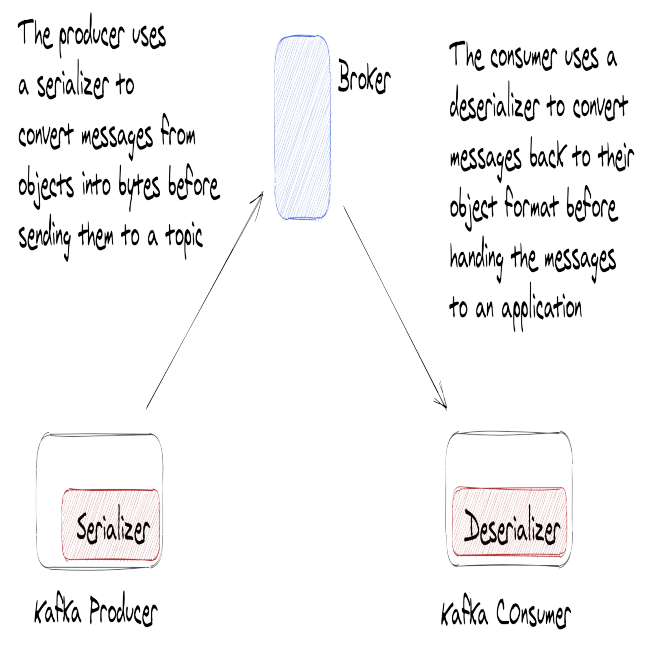 The producer uses
a serializer to
convert messages from
objects into bytes before
sending them to a topic
Broker
The consumer uses a
deserializer to convert
messages back to their
object format before
handing the messages
to an application
Serializer
Kafka Producer
Deserializer
Kafka Consumer